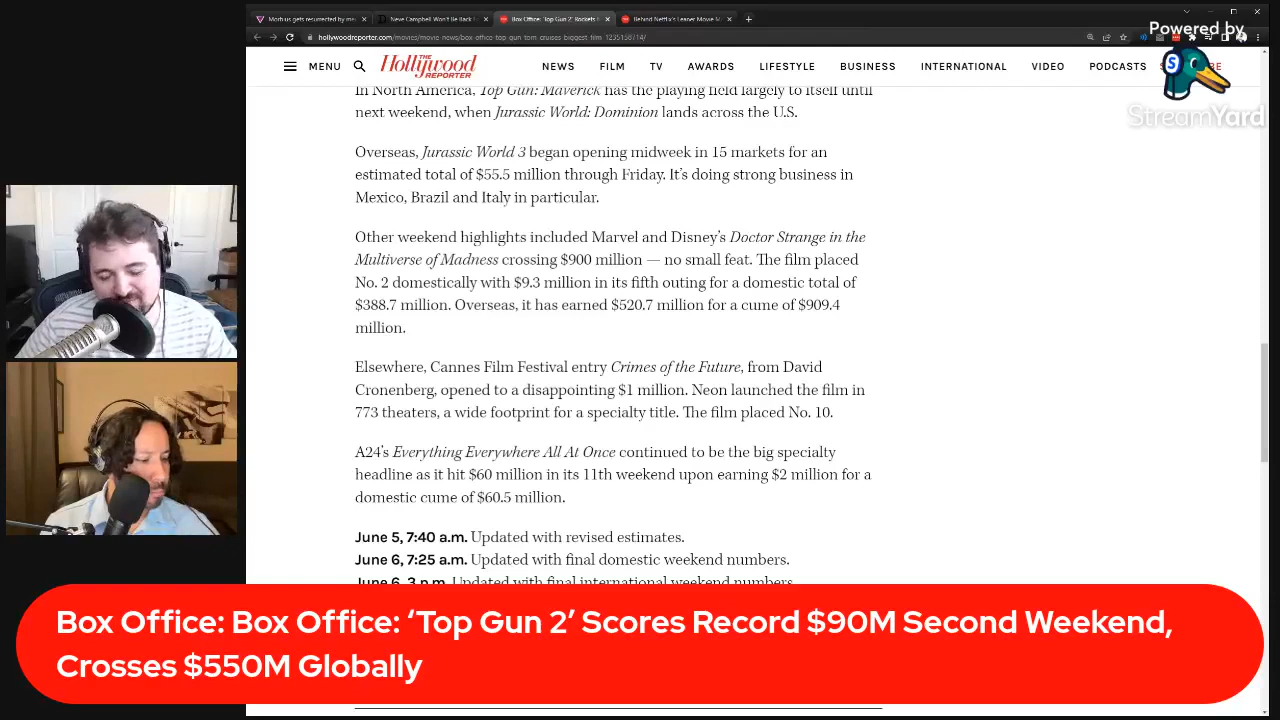 Morbius gets resurrected by me
Neve Campbell Won't Be Back
Box Office: 'Top Gun 2' Rockets
Behind Netflix's Leaner Movie M
hollywoodreporter.com/movies/movie-news/box-office-top-gun-tom-cruises-biggest-film-1235158714/
Powered by
StreamYard
MENU
THE
Hollywood
REPORTER
NEWS FILM TV AWARDS LIFESTYLE BUSINESS INTERNATIONAL VIDEO PODCASTS
In North America, Top Gun: Maverick has the playing field largely to itself until
next weekend, when Jurassic World: Dominion lands across the U.S.
Overseas, Jurassic World 3 began opening midweek in 15 markets for an
estimated total of $55.5 million through Friday. It's doing strong business in
Mexico, Brazil and Italy in particular.
Other weekend highlights included Marvel and Disney's Doctor Strange in the
Multiverse of Madness crossing $900 million — no small feat. The film placed
No. 2 domestically with $9.3 million in its fifth outing for a domestic total of
$388.7 million. Overseas, it has earned $520.7 million for a cume of $909.4
million.
Elsewhere, Cannes Film Festival entry Crimes of the Future, from David
Cronenberg, opened to a disappointing $1 million. Neon launched the film in
773 theaters, a wide footprint for a specialty title. The film placed No. 10.
A24's Everything Everywhere All At Once continued to be the big specialty
headline as it hit $60 million in its 11th weekend upon earning $2 million for a
domestic cume of $60.5 million.
June 5, 7:40 a.m. Updated with revised estimates.
June 6, 7:25 a.m. Updated with final domestic weekend numbers.
June 6, 3 p.m. Updated with final international weekend numbers.
Box Office: Box Office: ‘Top Gun 2’ Scores Record $90M Second Weekend,
Crosses $550M Globally